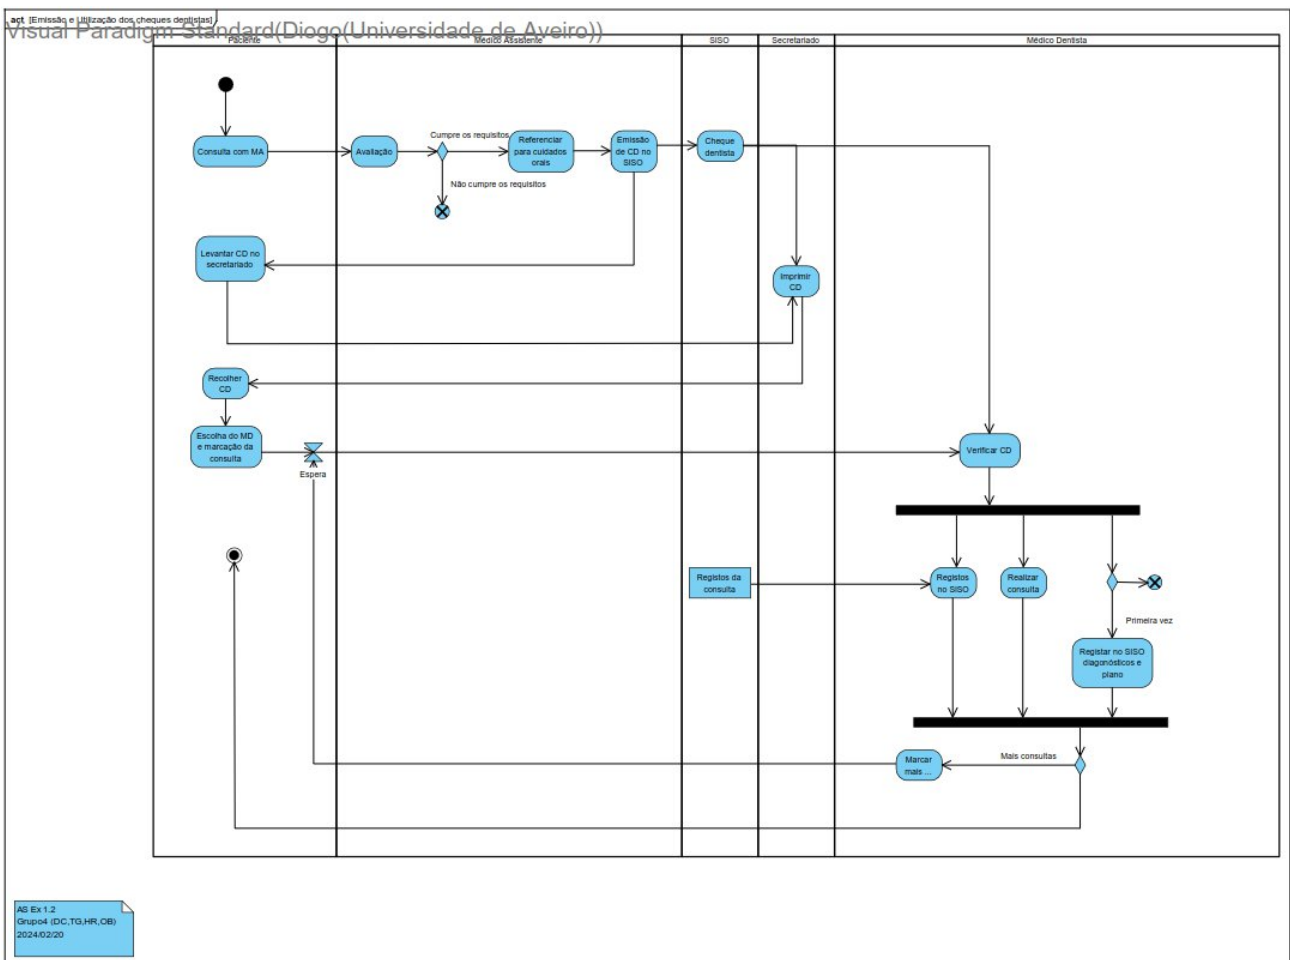 act [Emissão e Utilização dos cheques dentistas]
Visual Paradigm Standard(Diogo(Universidade de Aveiro))
Paciente
Médico Assistente
SISO
Secretariado
Médico Dentista
Consulta com MA
Avaliação
Cumpre os requisitos
Não cumpre os requisitos
Referenciar
para cuidados
orais
Emissão
de CD no
SISO
Cheque
dentista
Levantar CD no
secretariado
Imprimir
CD
Recolher
CD
Escolha do MD
e marcação da
consulta
Espera
Verificar CD
Registos da
consulta
Registos
no SISO
Realizar
consulta
Primeira vez
Registar no SISO
diagonósticos e
plano
Marcar
mais ...
Mais consultas
AS Ex 1.2
Grupo4 (DC,TG,HR,OB)
2024/02/20